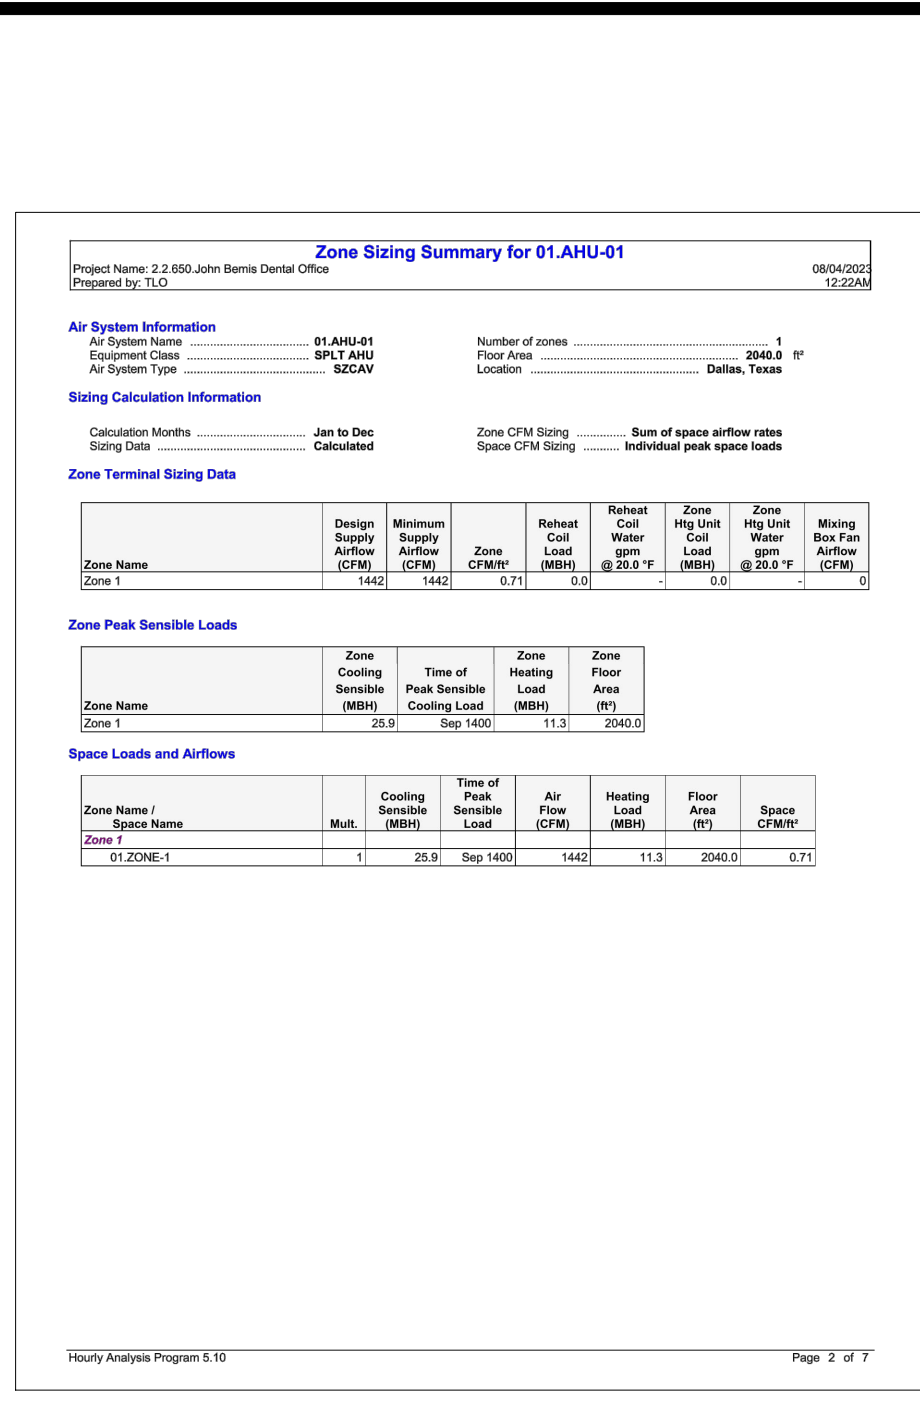 Zone Sizing Summary for 01.AHU-01
Project Name: 2.2.650.John Bemis Dental Office 08/04/2023
Prepared by: TLO 12:22AM
Air System Information
Air System Name .................................... 01.AHU-01 Number of zones ........................................................... 1
Equipment Class ..................................... SPLT AHU Floor Area ............................................................ 2040.0 ft²
Air System Type ........................................... SZCAV Location ................................................... Dallas, Texas
Sizing Calculation Information
Calculation Months ................................. Jan to Dec Zone CFM Sizing ............... Sum of space airflow rates
Sizing Data ............................................. Calculated Space CFM Sizing ........... Individual peak space loads
Zone Terminal Sizing Data
Reheat Zone Zone
Design Minimum Reheat Coil Htg Unit Htg Unit Mixing
Supply Supply Coil Water Coil Water Box Fan
Airflow Airflow Zone Load gpm Load gpm Airflow
Zone Name (CFM) (CFM) CFM/ft² (MBH) @ 20.0 °F (MBH) @ 20.0 °F (CFM)
Zone 1 1442 1442 0.71 0.0 - 0.0 - 0
Zone Peak Sensible Loads
Zone Zone Zone
Cooling Time of Heating Floor
Sensible Peak Sensible Load Area
Zone Name (MBH) Cooling Load (MBH) (ft²)
Zone 1 25.9 Sep 1400 11.3 2040.0
Space Loads and Airflows
Time of
Cooling Peak Air Heating Floor
Zone Name / Sensible Sensible Flow Load Area Space
Space Name Mult. (MBH) Load (CFM) (MBH) (ft²) CFM/ft²
Zone 1
01.ZONE-1 1 25.9 Sep 1400 1442 11.3 2040.0 0.71
Hourly Analysis Program 5.10 Page 2 of 7